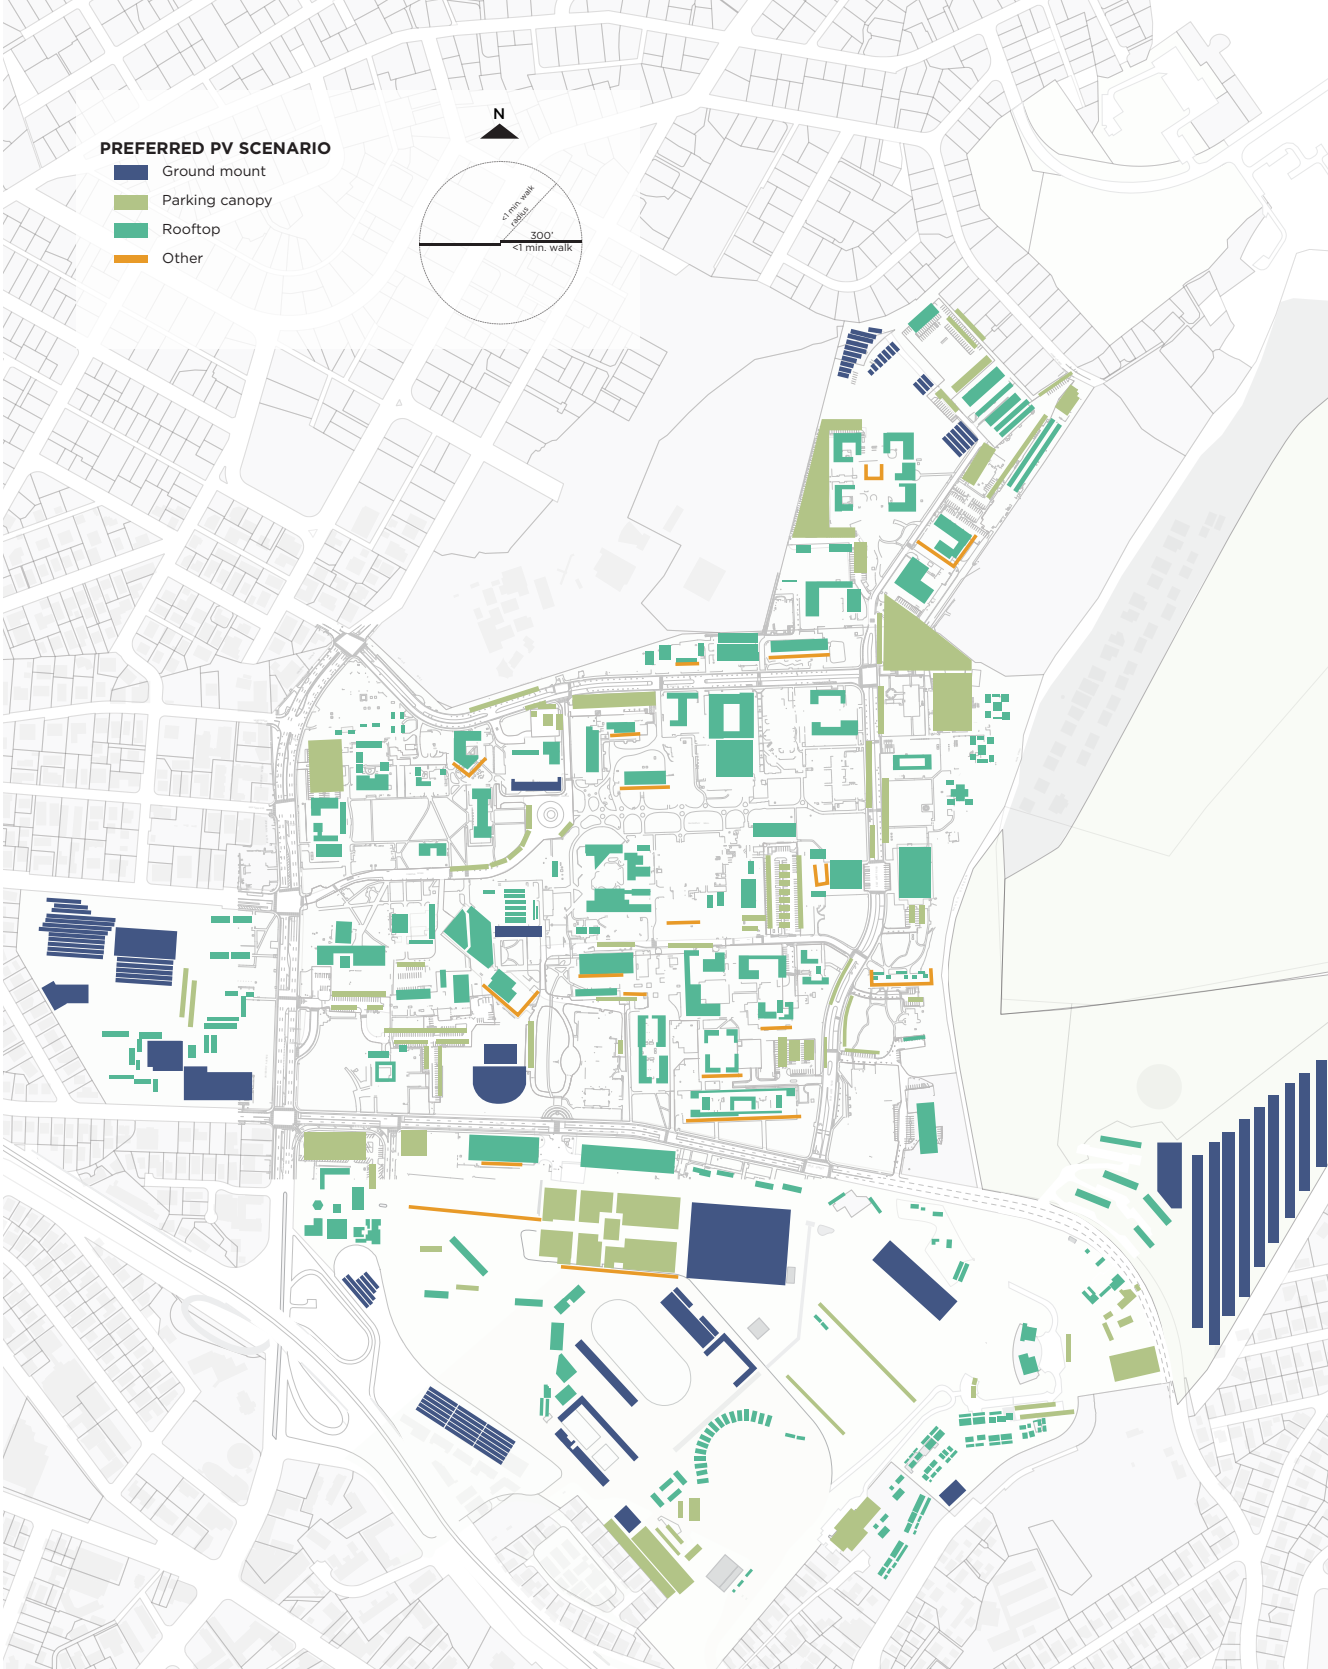 N
PREFERRED PV SCENARIO
Ground mount
Parking canopy
Rooftop
Other
<1 min. walk
radius
300'
<1 min. walk